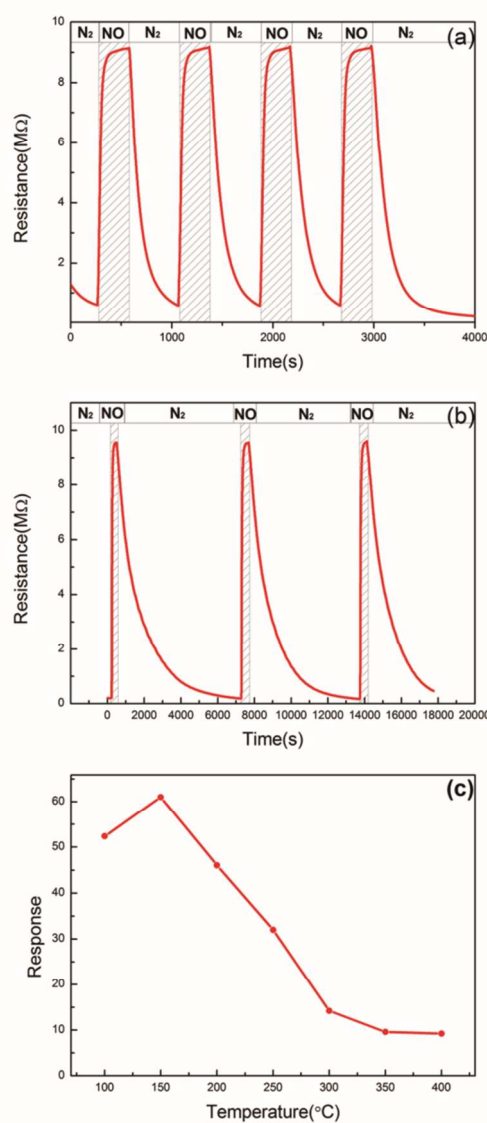 N₂ NO N₂ NO N₂ NO N₂ NO N₂
(a)
10
8
6
4
2
Resistance(MΩ)
0 1000 2000 3000 4000
Time(s)
N₂ NO N₂ NO N₂ NO N₂
(b)
10
8
6
4
2
0
Resistance(MΩ)
-2000 0 2000 4000 6000 8000 10000 12000 14000 16000 18000 20000
Time(s)
(c)
60
50
40
30
20
10
0
Response
100 150 200 250 300 350 400
Temperature(°C)